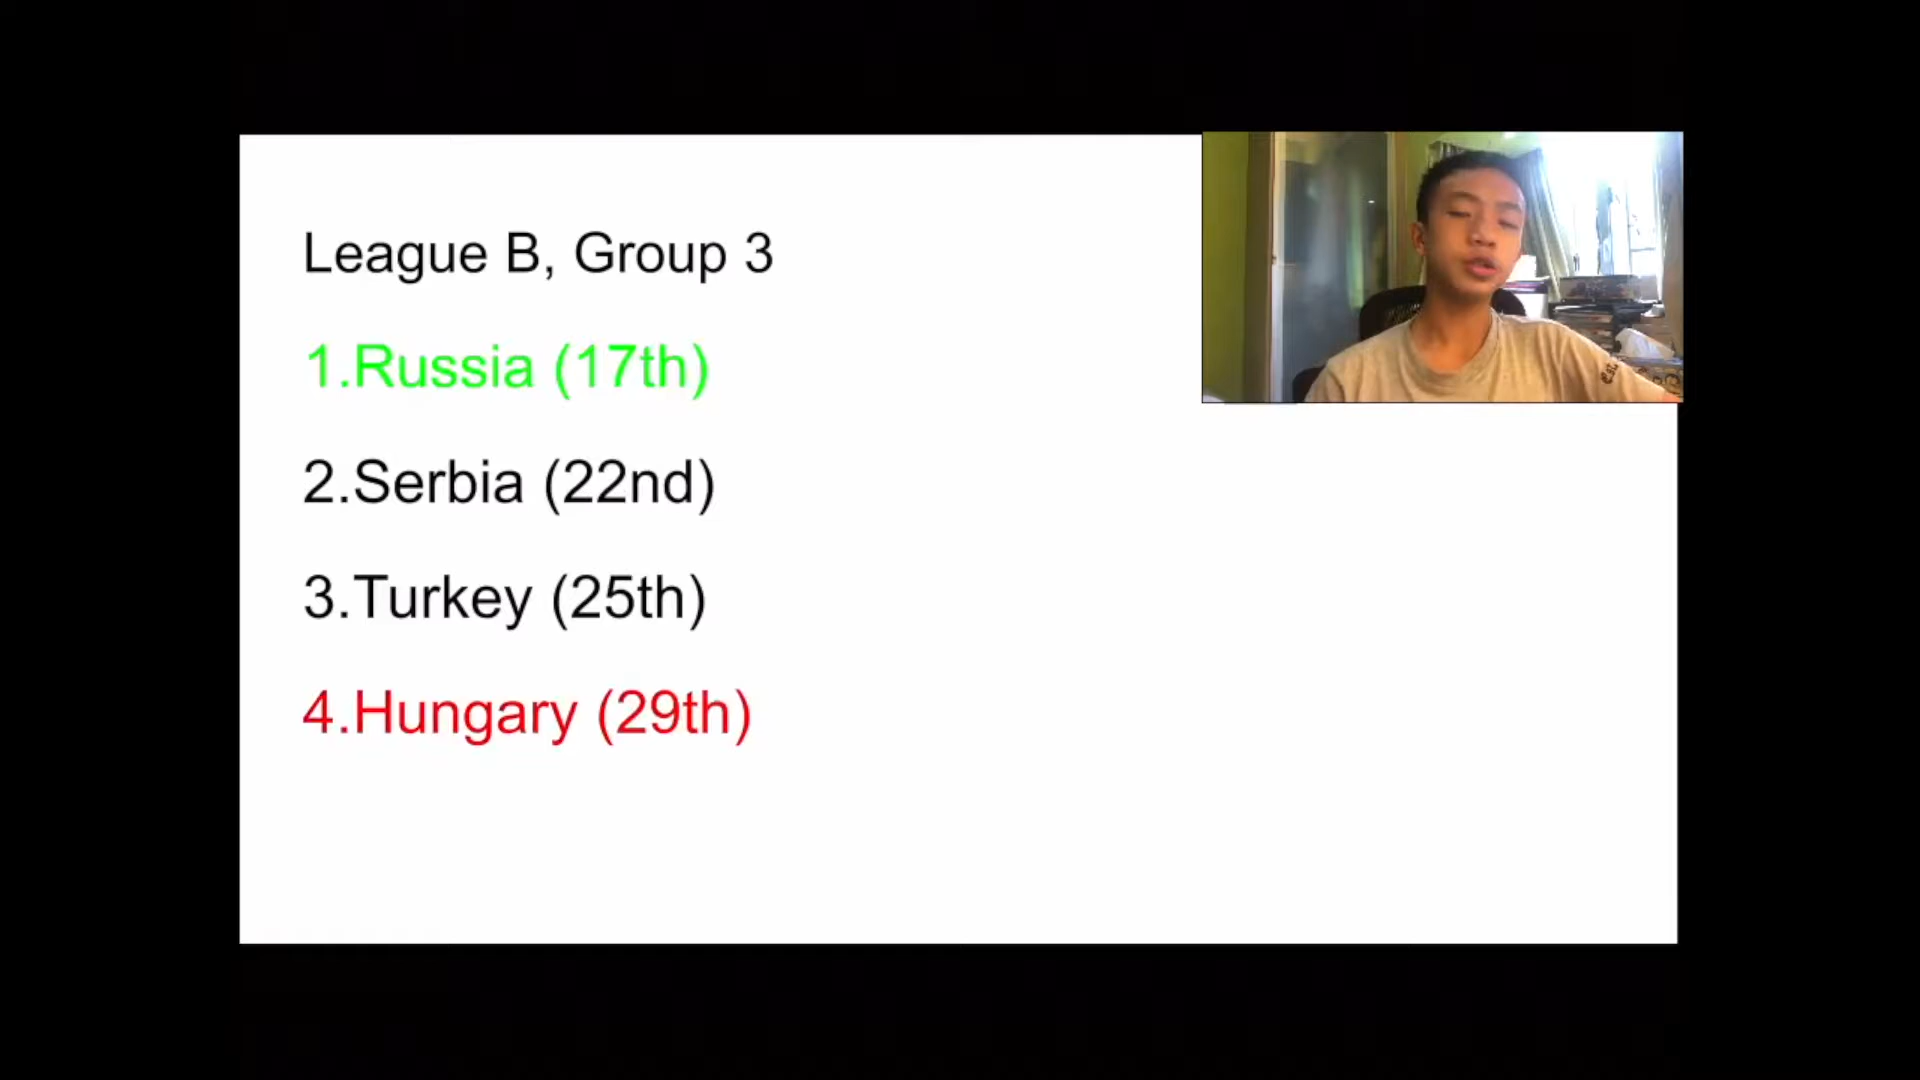 League B, Group 3
1.Russia (17th)
2.Serbia (22nd)
3.Turkey (25th)
4.Hungary (29th)